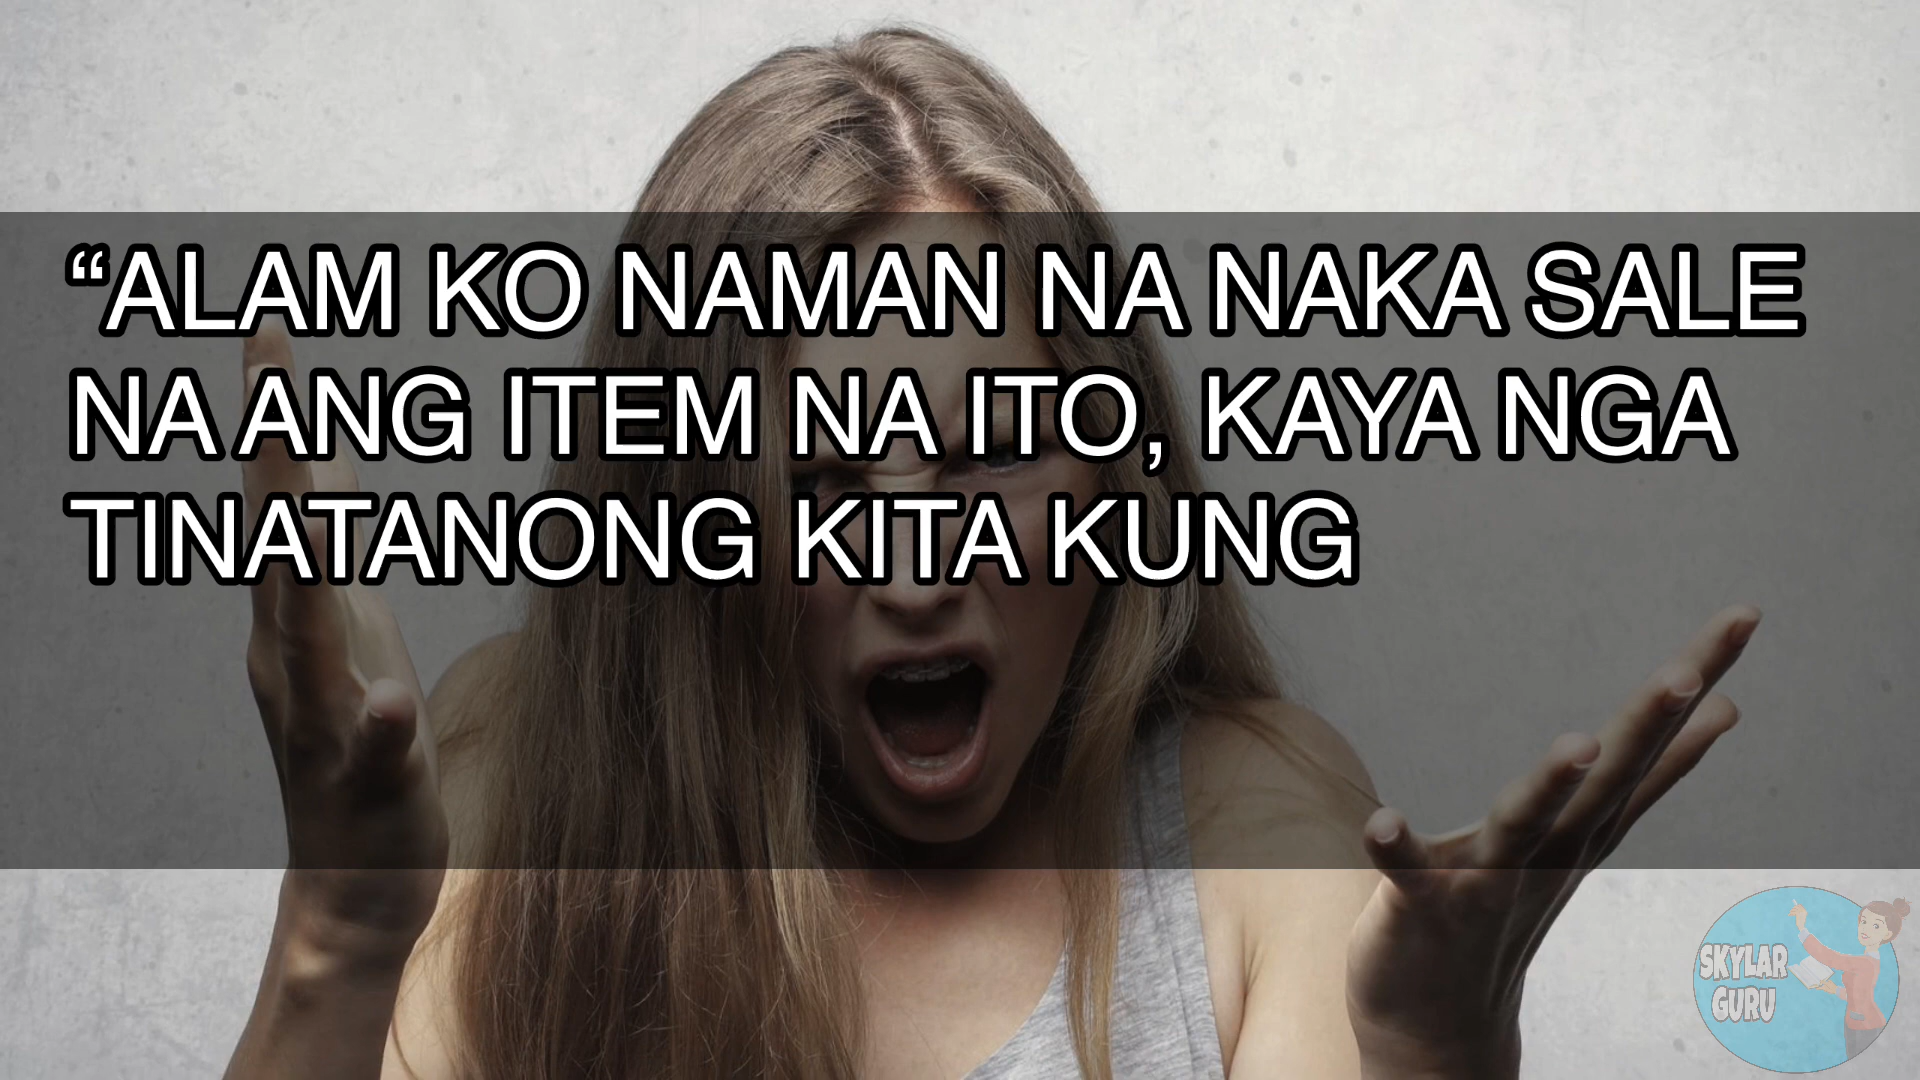 “ALAM KO NAMAN NA NAKA SALE
NA ANG ITEM NA ITO, KAYA NGA
TINATANONG KITA KUNG
SKYLAR
GURU